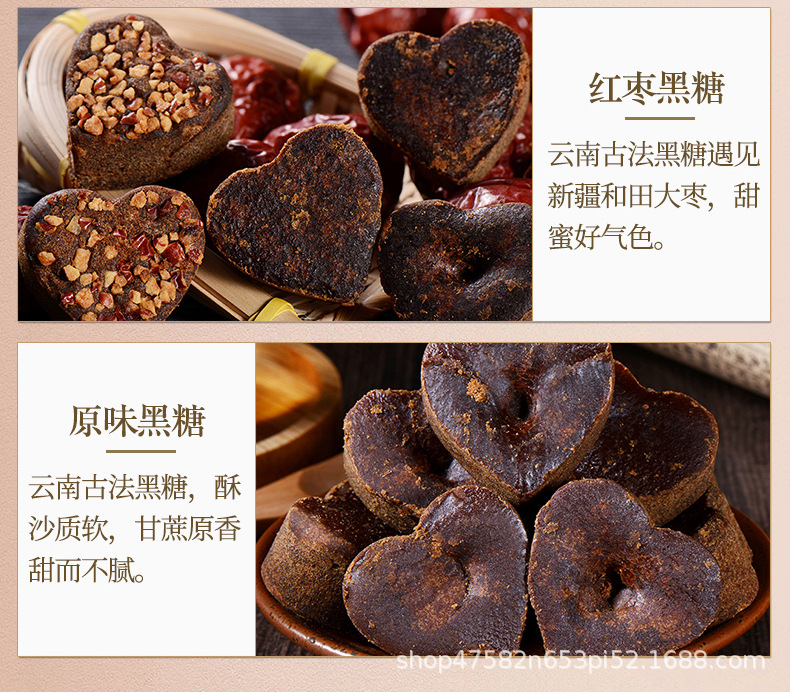 红枣黑糖
云南古法黑糖遇见
新疆和田大枣，甜
蜜好气色。
原味黑糖
云南古法黑糖，酥
沙质软，甘蔗原香
甜而不腻。
shop47582n653pi52.1688.com